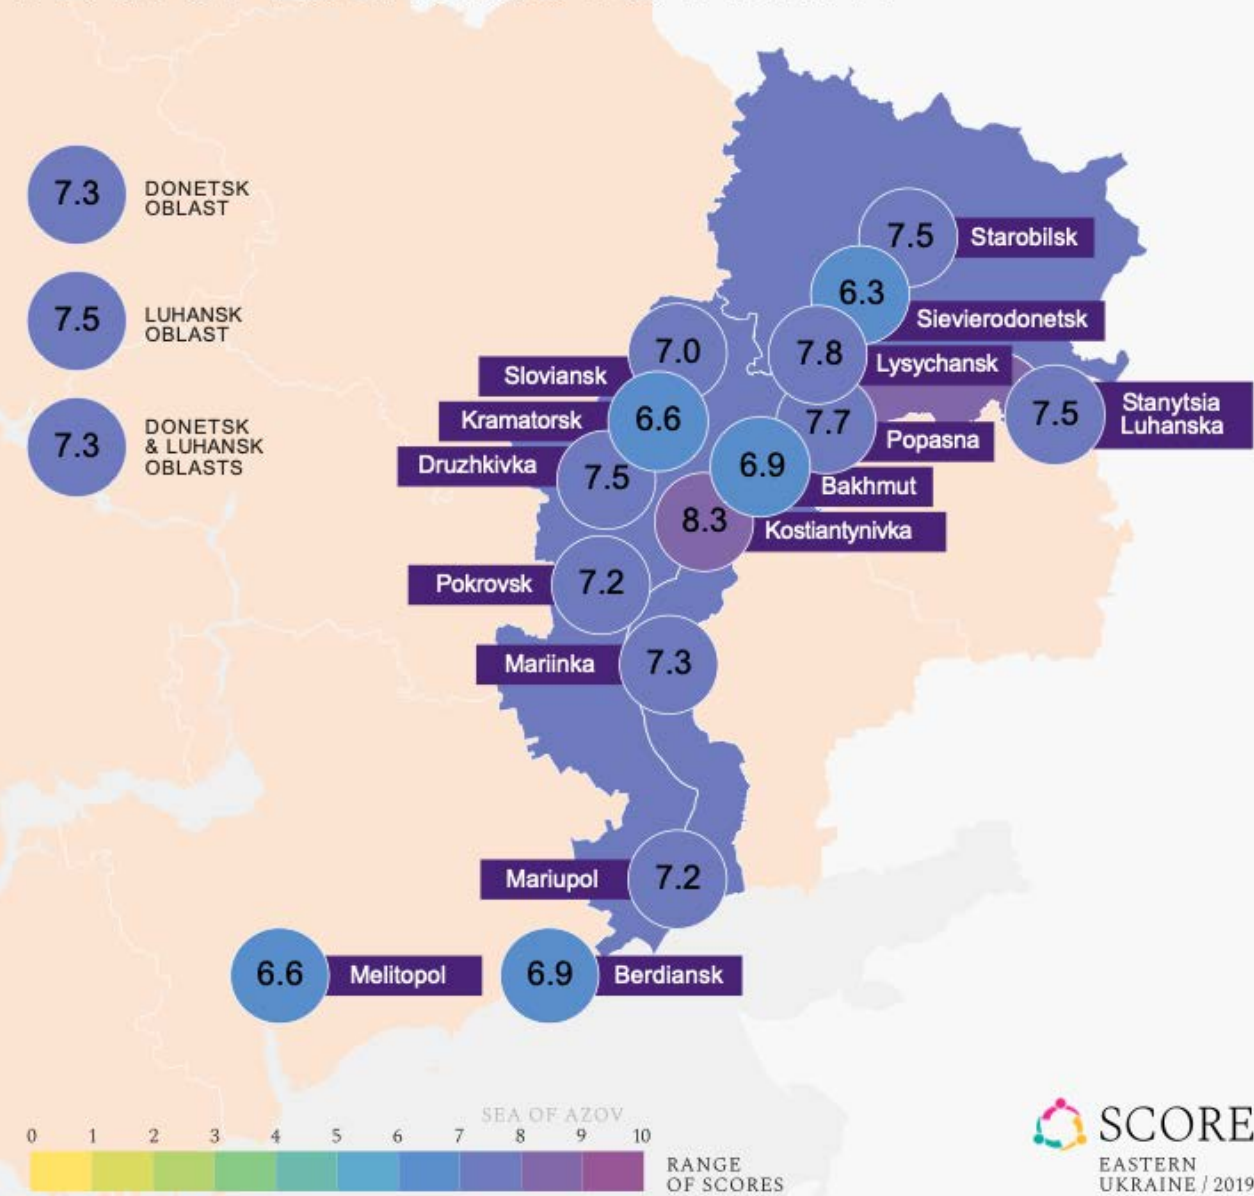 7.3
DONETSK
OBLAST
7.5
LUHANSK
OBLAST
7.3
DONETSK
& LUHANSK
OBLASTS
7.5 Starobilsk
6.3 Sievierodonetsk
7.8 Lysychansk
7.5 Stanytsia
Luhanska
7.7 Popasna
Sloviansk 7.0
Kramatorsk 6.6
Druzhkivka 7.5
6.9 Bakhmut
8.3 Kostiantynivka
Pokrovsk 7.2
Mariinka 7.3
Mariupol 7.2
6.6 Melitopol
6.9 Berdiansk
SEA OF AZOV
0 1 2 3 4 5 6 7 8 9 10
RANGE
OF SCORES
SCORE
EASTERN
UKRAINE / 2019